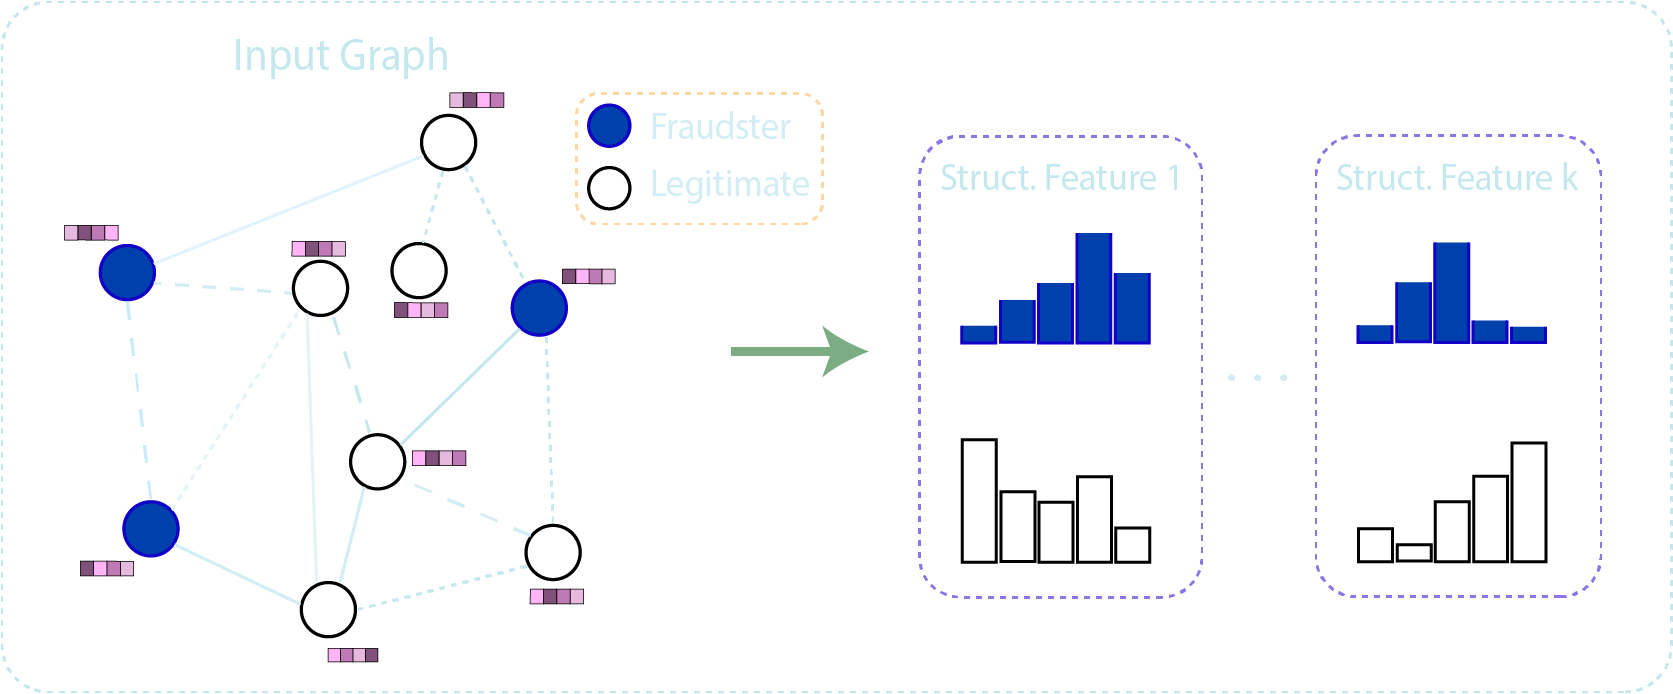 Input Graph
Fraudster
Legitimate
Struct. Feature 1
Struct. Feature k
. . .